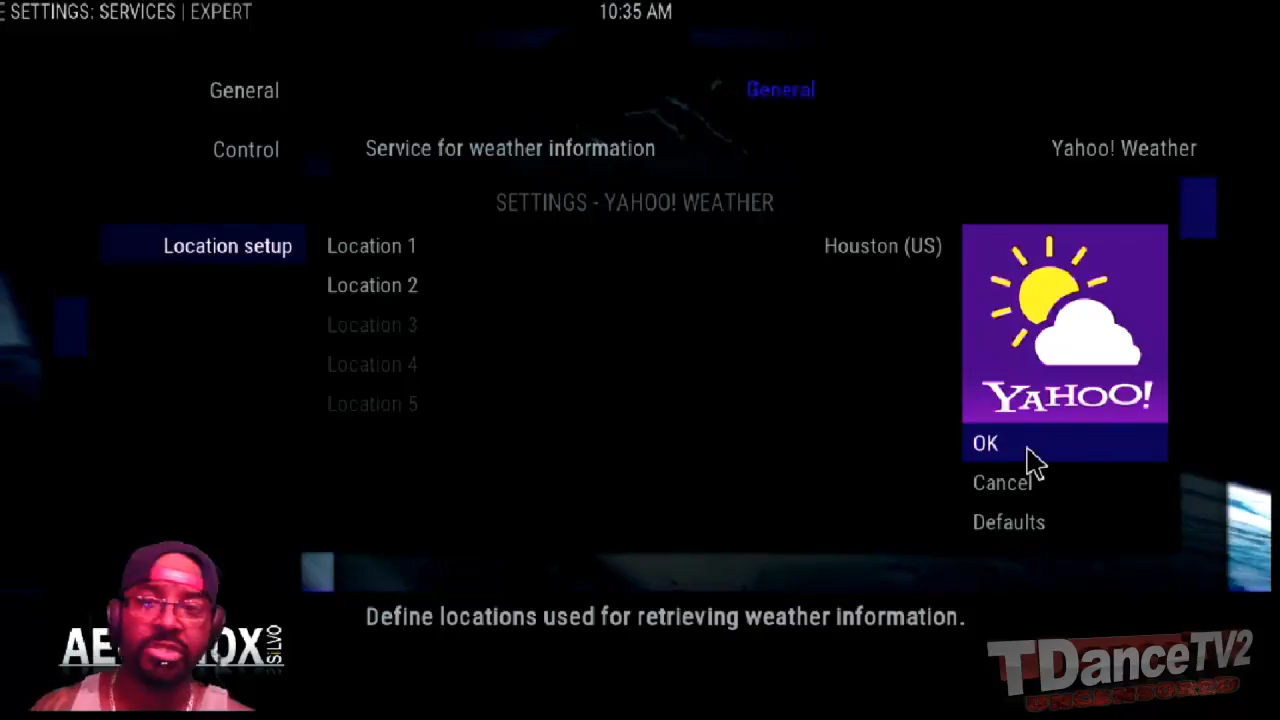 SETTINGS: SERVICES | EXPERT
10:35 AM
General
General
Control
Service for weather information
Yahoo! Weather
SETTINGS - YAHOO! WEATHER
Location setup
Location 1
Houston (US)
Location 2
Location 3
Location 4
Location 5
YAHOO!
OK
Cancel
Defaults
Define locations used for retrieving weather information.
SiLVO
TDanceTV2
UNCENSORED